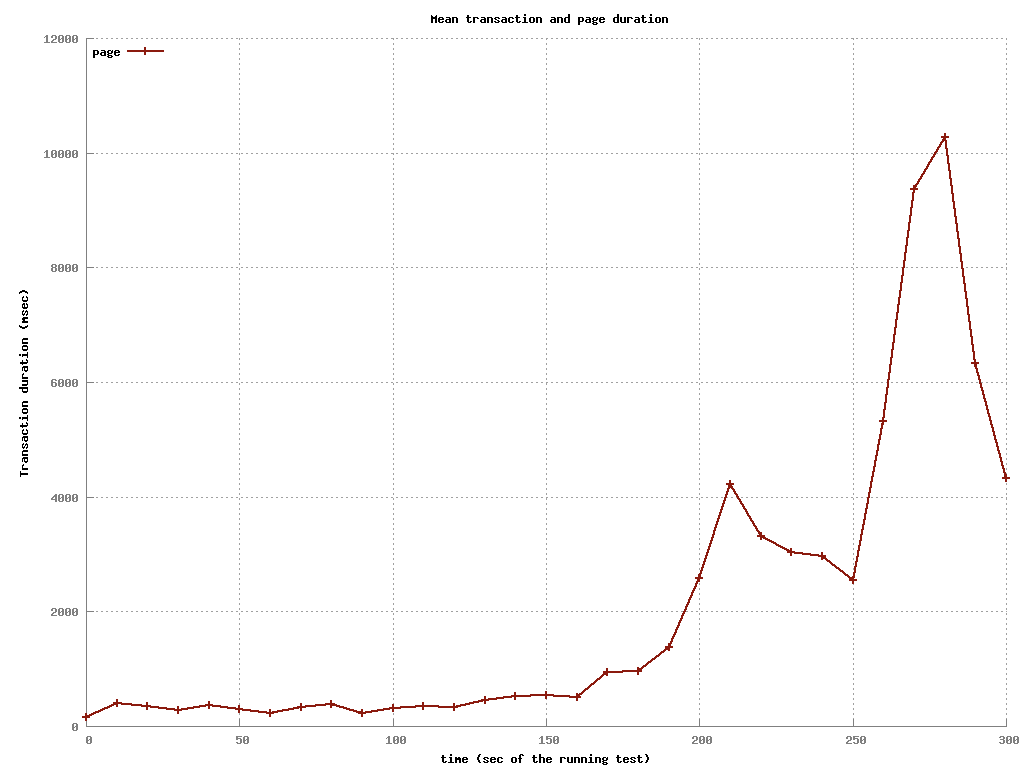 Mean transaction and page duration
12000
page
10000
8000
6000
4000
2000
0
Transaction duration (msec)
0 50 100 150 200 250 300
time (sec of the running test)